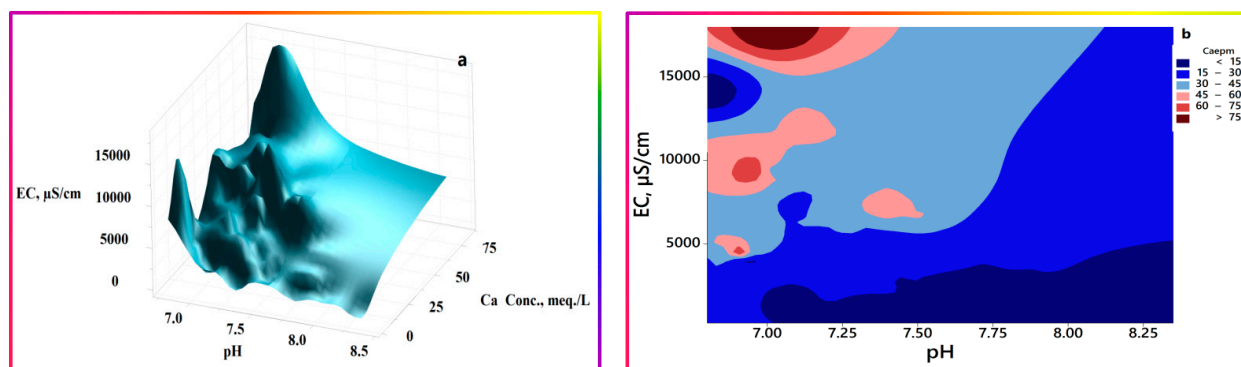 a
15000
EC, µS/cm
10000
5000
0
75
50
25
0
Ca Conc., meq./L
7.0
7.5
8.0
8.5
pH
b
Caepm
< 15
15 – 30
30 – 45
45 – 60
60 – 75
> 75
15000
10000
5000
EC, µS/cm
7.00
7.25
7.50
7.75
8.00
8.25
pH